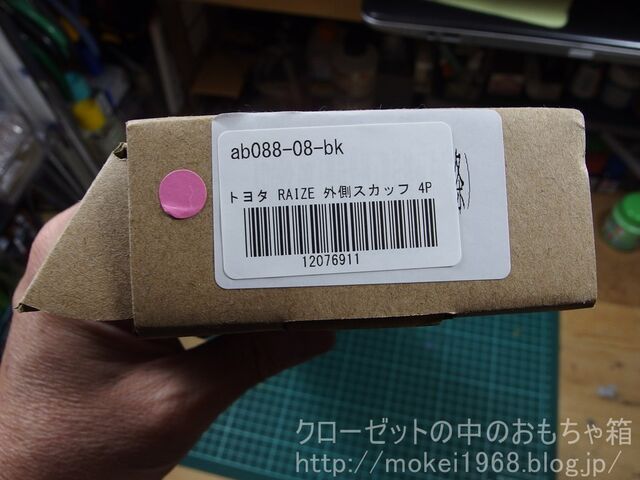 ab088-08-bk
トヨタ RAIZE 外側スカッフ 4P
12076911
クローゼットの中のおもちゃ箱
http://mokei1968.blog.jp/